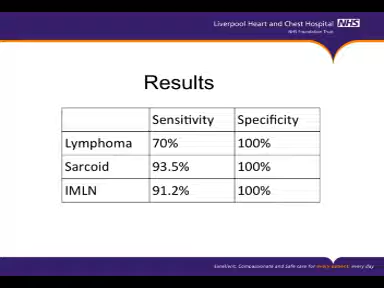 Liverpool Heart and Chest Hospital NHS
NHS Foundation Trust
Results
Sensitivity Specificity
Lymphoma 70% 100%
Sarcoid 93.5% 100%
IMLN 91.2% 100%
Excellent, Compassionate and Safe care for every patient, every day